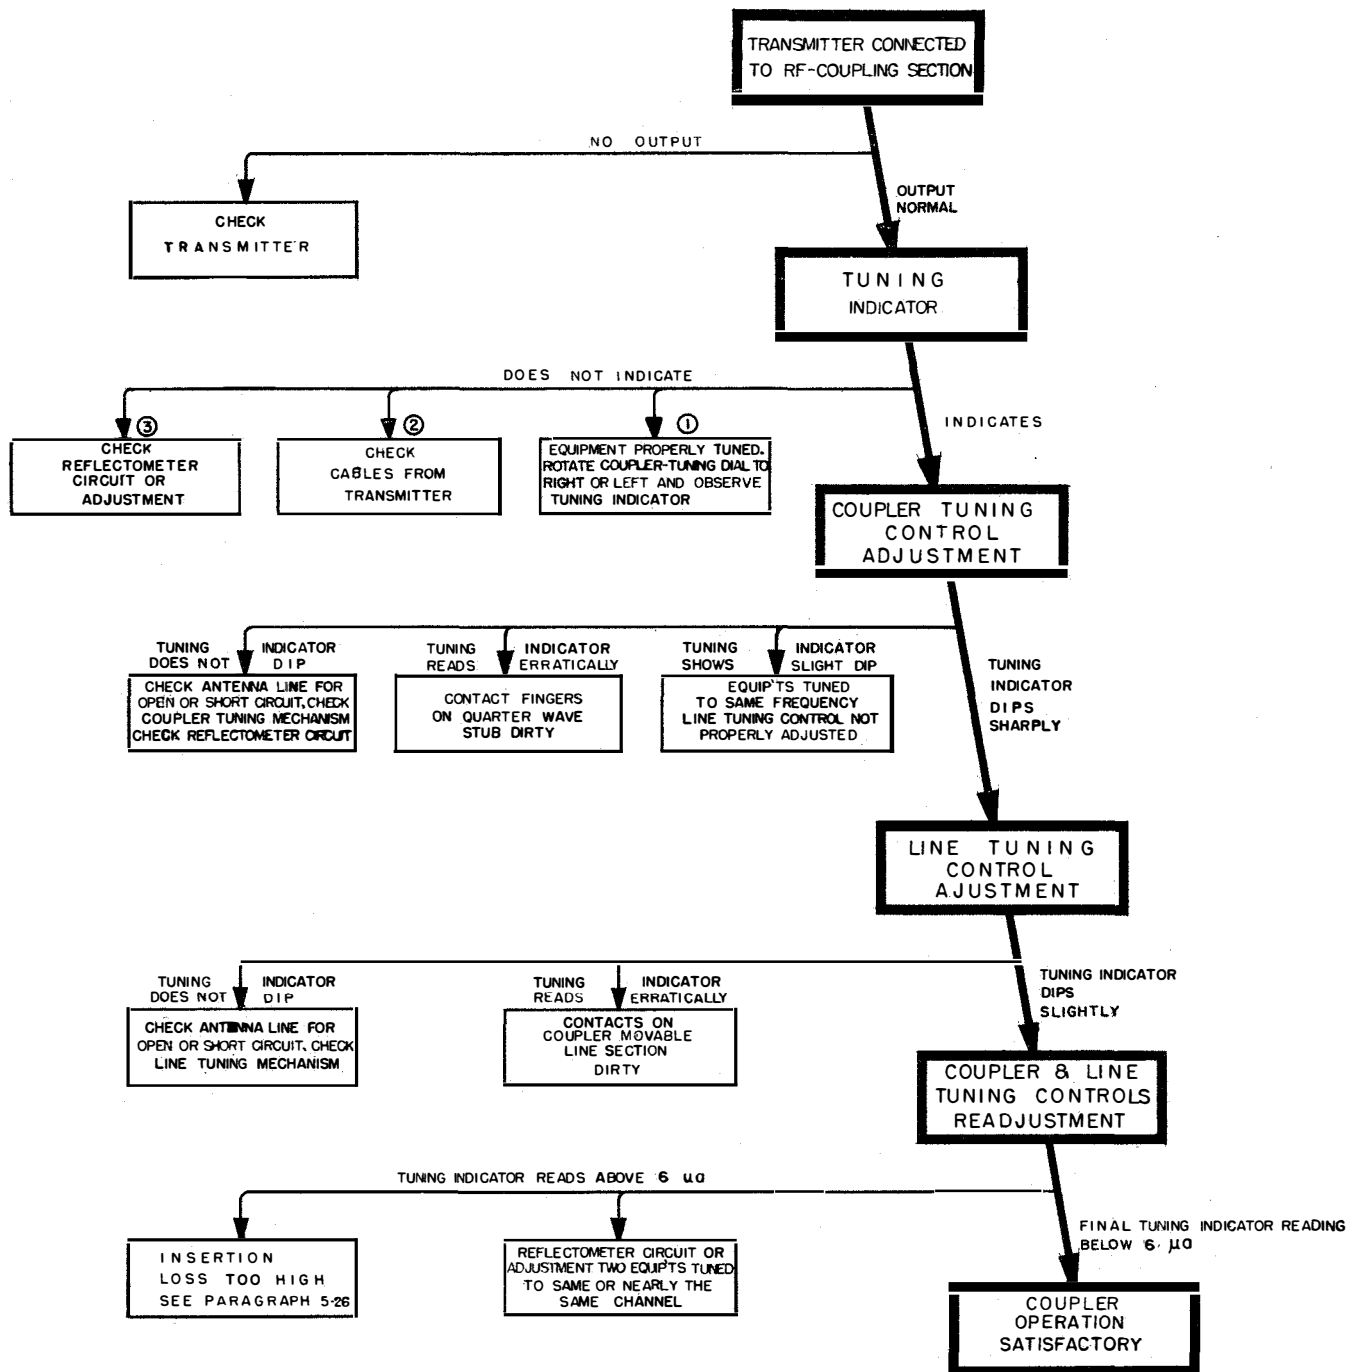 TRANSMITTER CONNECTED
TO RF-COUPLING SECTION
NO OUTPUT
OUTPUT
NORMAL
CHECK
TRANSMITTER
TUNING
INDICATOR
DOES NOT INDICATE
INDICATES
③
CHECK
REFLECTOMETER
CIRCUIT OR
ADJUSTMENT
②
CHECK
CABLES FROM
TRANSMITTER
①
EQUIPMENT PROPERLY TUNED.
ROTATE COUPLER-TUNING DIAL TO
RIGHT OR LEFT AND OBSERVE
TUNING INDICATOR
COUPLER TUNING
CONTROL
ADJUSTMENT
TUNING INDICATOR
DOES NOT DIP
CHECK ANTENNA LINE FOR
OPEN OR SHORT CIRCUIT, CHECK
COUPLER TUNING MECHANISM
CHECK REFLECTOMETER CIRCUIT
TUNING INDICATOR
READS ERRATICALLY
CONTACT FINGERS
ON QUARTER WAVE
STUB DIRTY
TUNING INDICATOR
SHOWS SLIGHT DIP
EQUIP'TS TUNED
TO SAME FREQUENCY
LINE TUNING CONTROL NOT
PROPERLY ADJUSTED
TUNING
INDICATOR
DIPS
SHARPLY
LINE TUNING
CONTROL
AJUSTMENT
TUNING INDICATOR
DOES NOT DIP
CHECK ANTENNA LINE FOR
OPEN OR SHORT CIRCUIT. CHECK
LINE TUNING MECHANISM
TUNING INDICATOR
READS ERRATICALLY
CONTACTS ON
COUPLER MOVABLE
LINE SECTION
DIRTY
TUNING INDICATOR
DIPS
SLIGHTLY
COUPLER & LINE
TUNING CONTROLS
READJUSTMENT
TUNING INDICATOR READS ABOVE 6 ua
INSERTION
LOSS TOO HIGH
SEE PARAGRAPH 5-26
REFLECTOMETER CIRCUIT OR
ADJUSTMENT TWO EQUIP'TS TUNED
TO SAME OR NEARLY THE
SAME CHANNEL
FINAL TUNING INDICATOR READING
BELOW 6 µa
COUPLER
OPERATION
SATISFACTORY